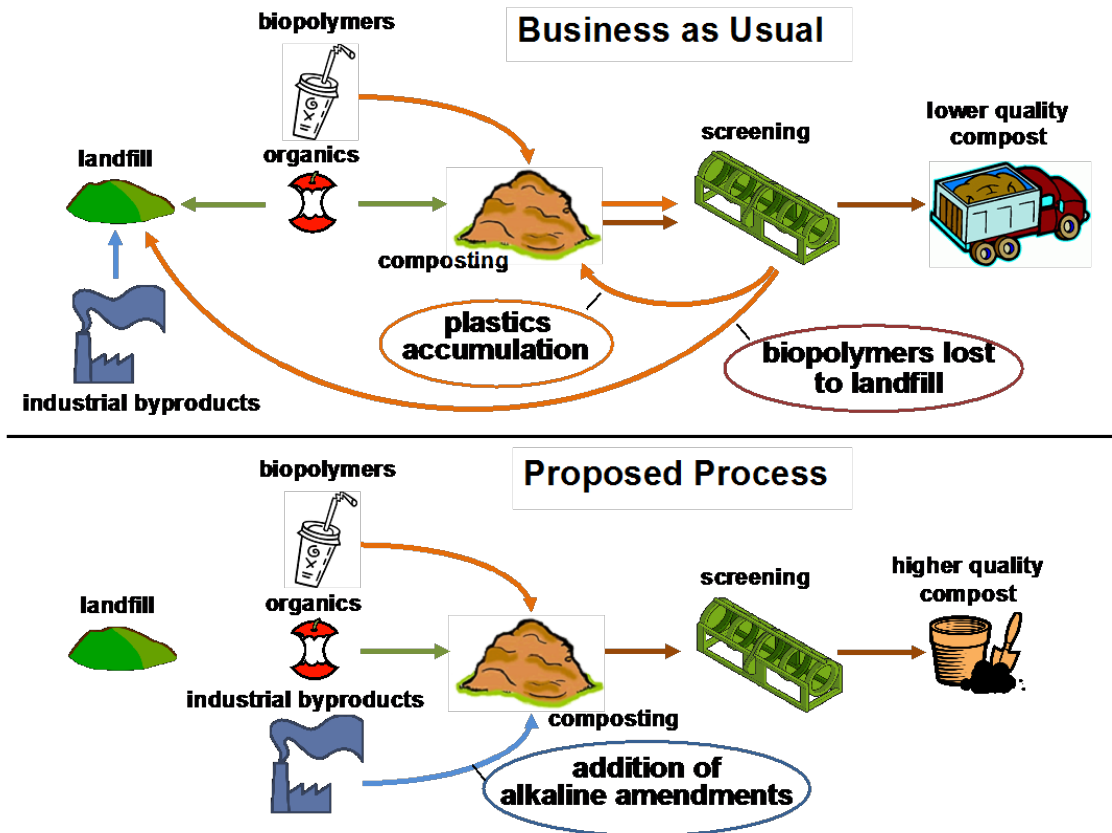 biopolymers
Business as Usual
organics
landfill
screening
lower quality
compost
composting
plastics
accumulation
biopolymers lost
to landfill
industrial byproducts
biopolymers
Proposed Process
organics
landfill
screening
higher quality
compost
industrial byproducts
composting
addition of
alkaline amendments